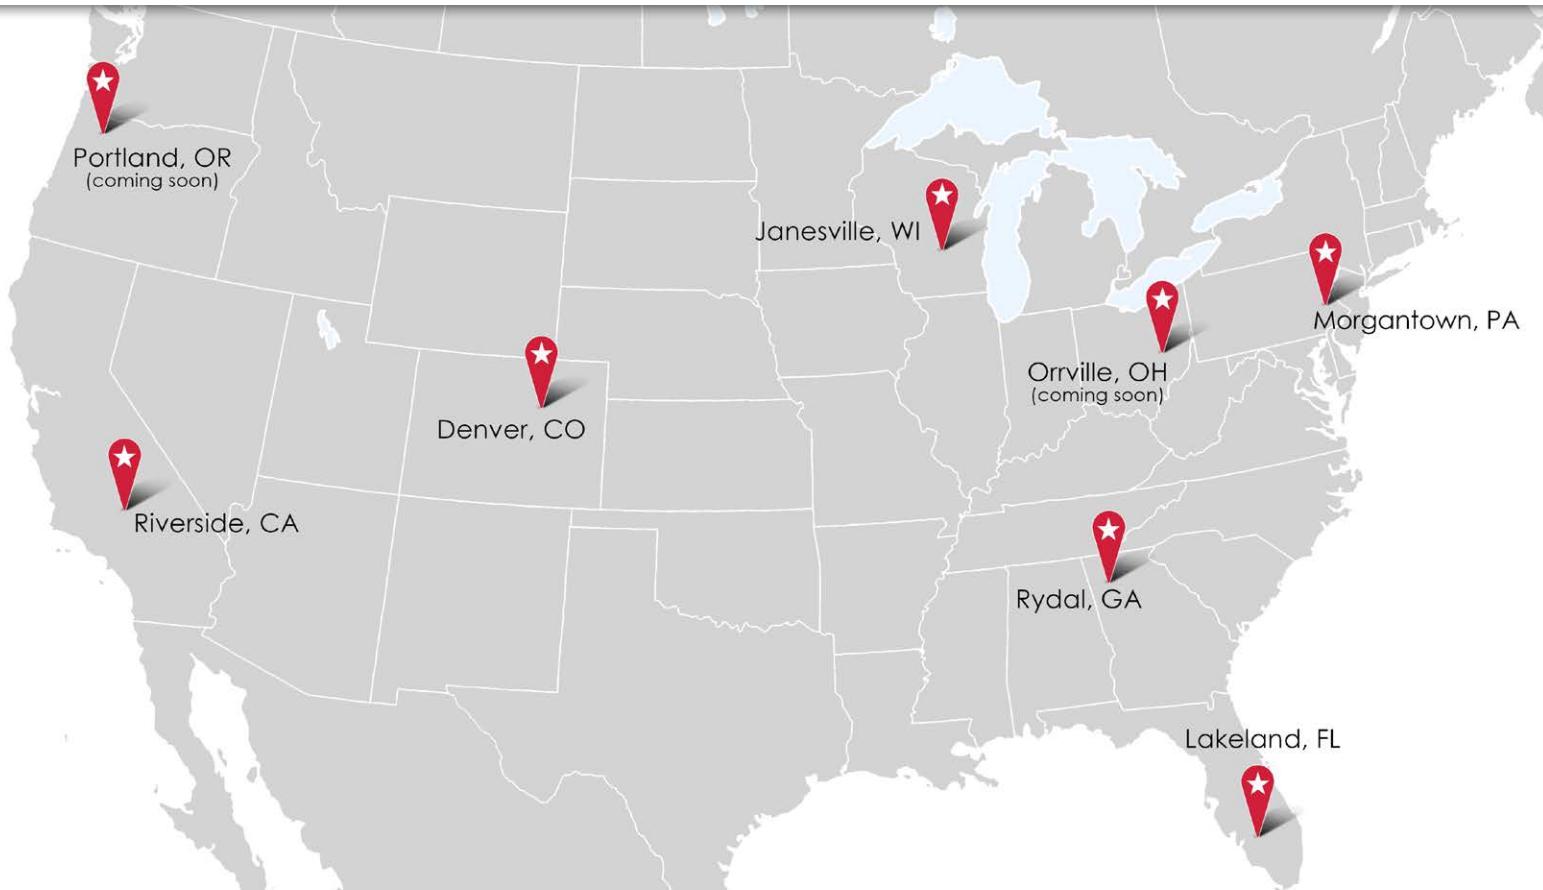 Portland, OR
(coming soon)
Janesville, WI
Morgantown, PA
Orrville, OH
(coming soon)
Denver, CO
Riverside, CA
Rydal, GA
Lakeland, FL